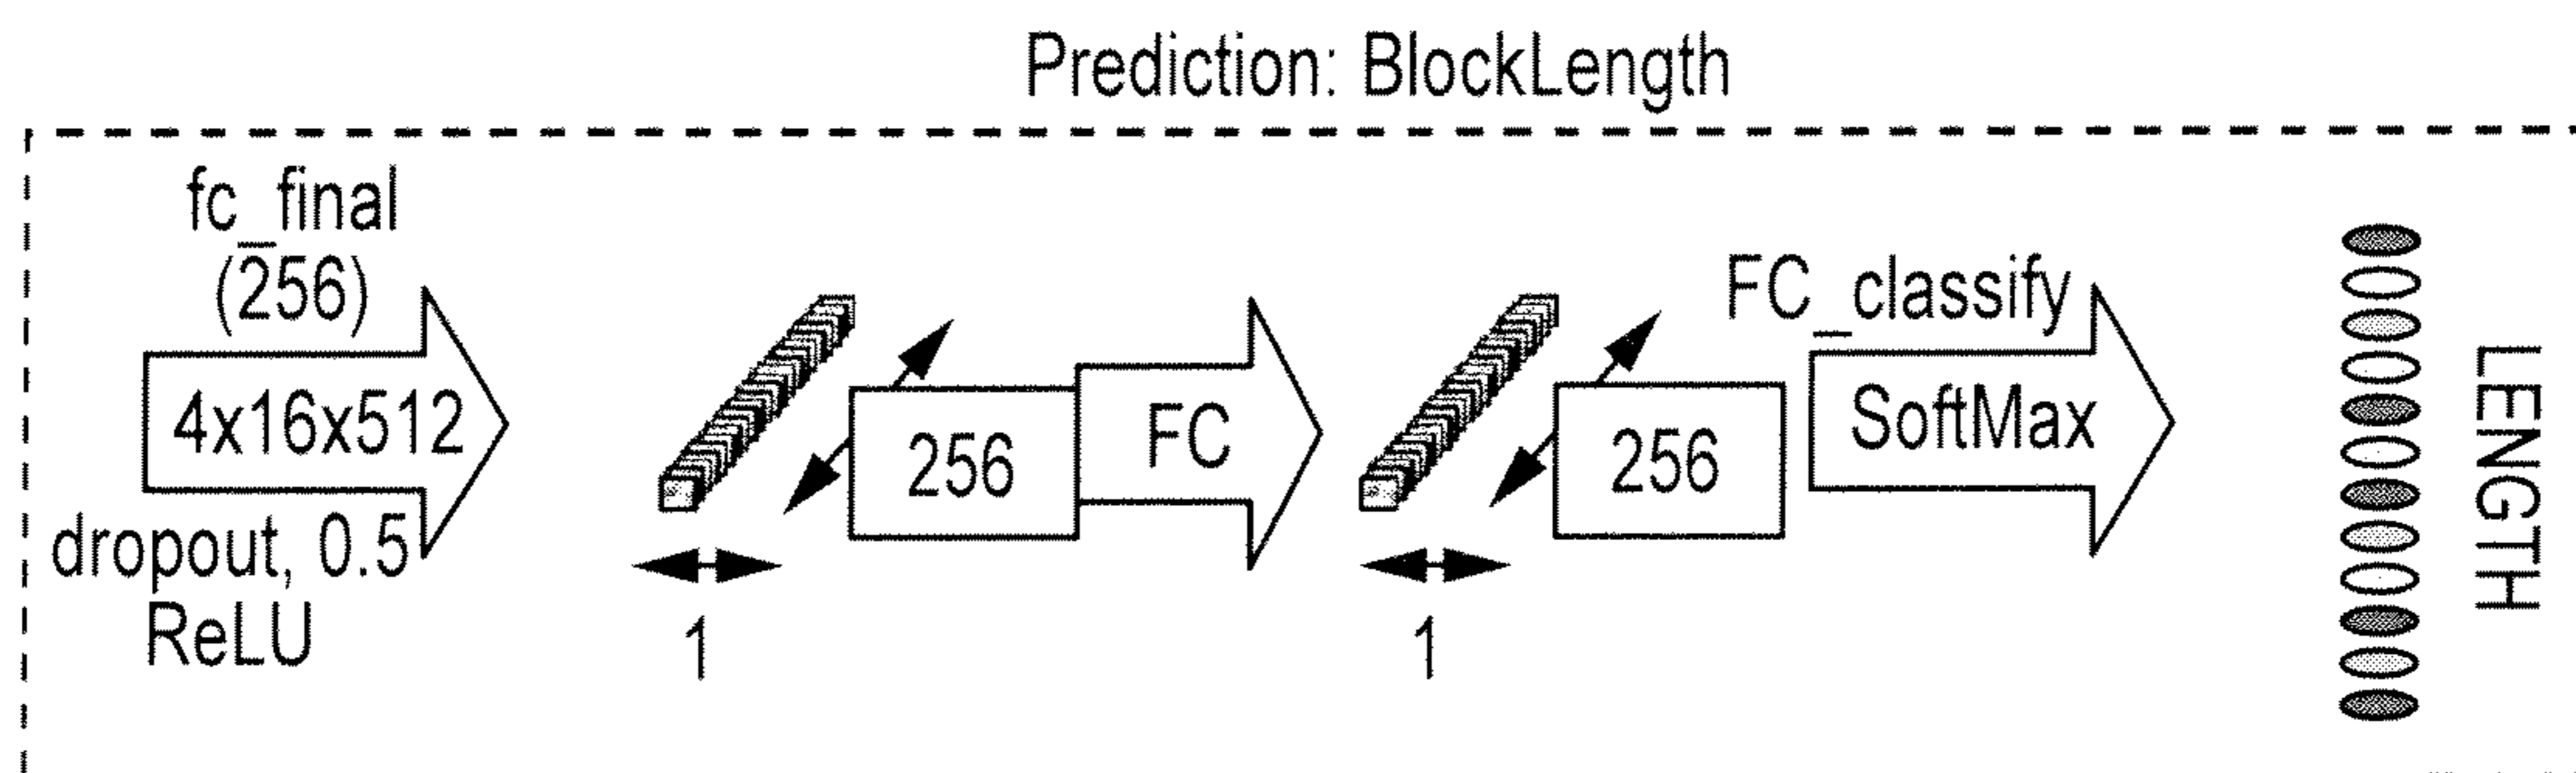 Prediction: BlockLength
fc_final
(256)
4x16x512
dropout, 0.5
ReLU
1
256
FC
1
256
FC_classify
SoftMax
LENGTH